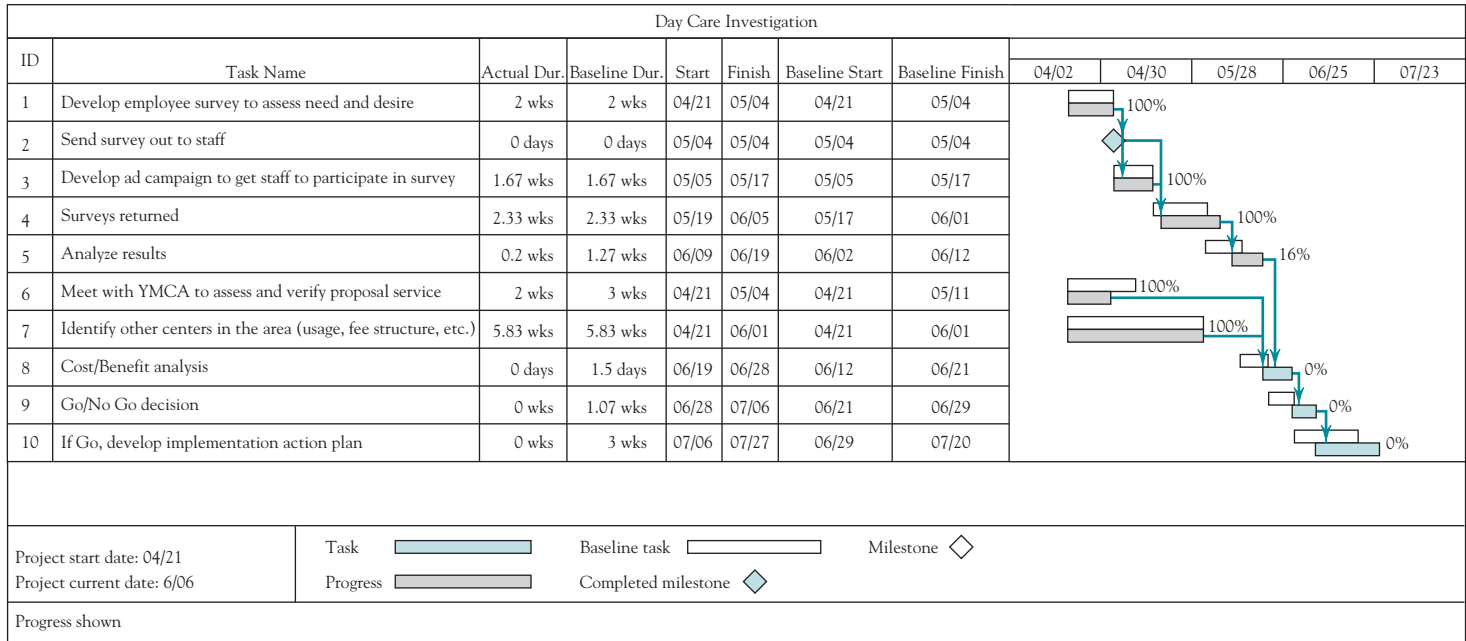 Day Care Investigation
ID Task Name Actual Dur. Baseline Dur. Start Finish Baseline Start Baseline Finish 04/02 04/30 05/28 06/25 07/23
1 Develop employee survey to assess need and desire 2 wks 2 wks 04/21 05/04 04/21 05/04 100%
2 Send survey out to staff 0 days 0 days 05/04 05/04 05/04 05/04
3 Develop ad campaign to get staff to participate in survey 1.67 wks 1.67 wks 05/05 05/17 05/05 05/17 100%
4 Surveys returned 2.33 wks 2.33 wks 05/19 06/05 05/17 06/01 100%
5 Analyze results 0.2 wks 1.27 wks 06/09 06/19 06/02 06/12 16%
6 Meet with YMCA to assess and verify proposal service 2 wks 3 wks 04/21 05/04 04/21 05/11 100%
7 Identify other centers in the area (usage, fee structure, etc.) 5.83 wks 5.83 wks 04/21 06/01 04/21 06/01 100%
8 Cost/Benefit analysis 0 days 1.5 days 06/19 06/28 06/12 06/21 0%
9 Go/No Go decision 0 wks 1.07 wks 06/28 07/06 06/21 06/29 0%
10 If Go, develop implementation action plan 0 wks 3 wks 07/06 07/27 06/29 07/20 0%
Project start date: 04/21
Project current date: 6/06
Task Baseline task Milestone
Progress Completed milestone
Progress shown